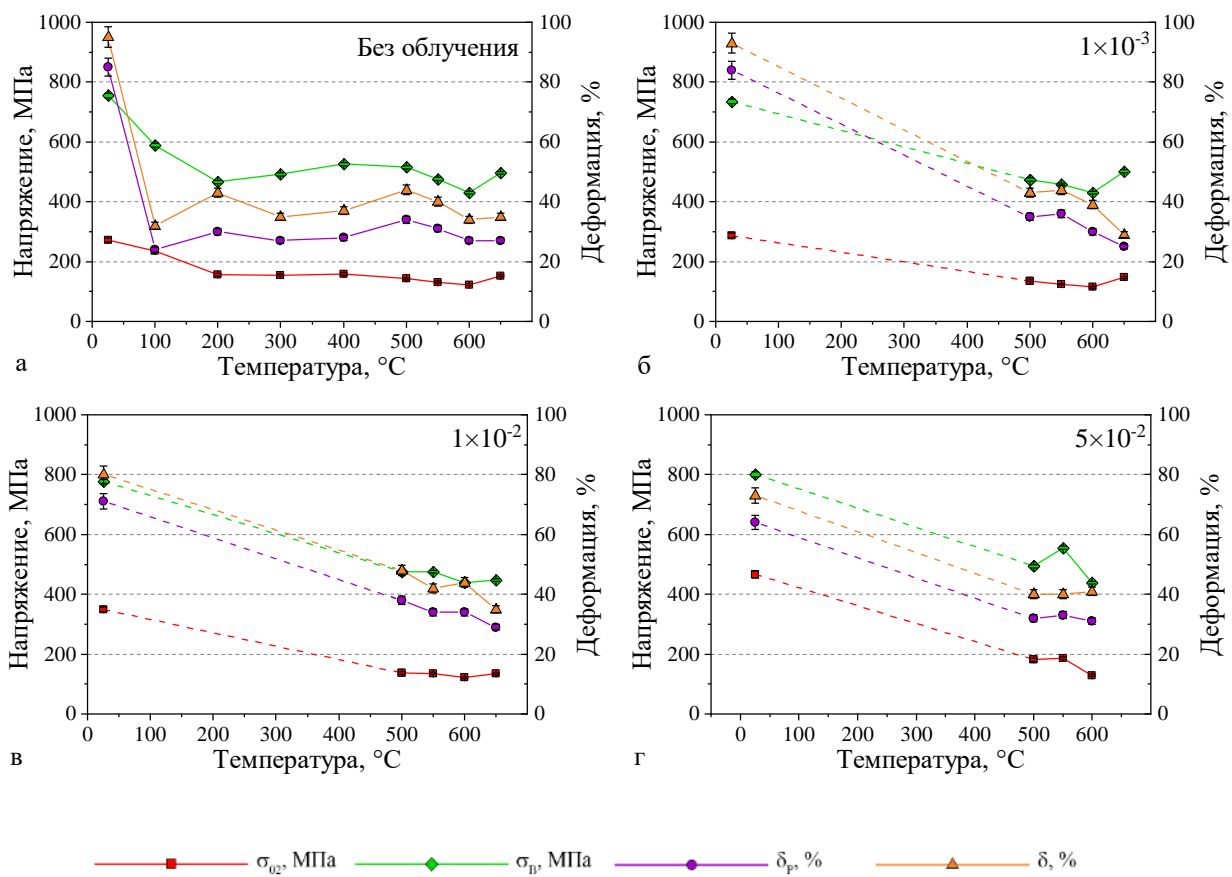 Без облучения
1000
800
600
400
200
0
Напряжение, МПа
100
80
60
40
20
0
Деформация, %
0 100 200 300 400 500 600
Температура, °C
а
1×10⁻³
1000
800
600
400
200
0
Напряжение, МПа
100
80
60
40
20
0
Деформация, %
0 100 200 300 400 500 600
Температура, °C
б
1×10⁻²
1000
800
600
400
200
0
Напряжение, МПа
100
80
60
40
20
0
Деформация, %
0 100 200 300 400 500 600
Температура, °C
в
5×10⁻²
1000
800
600
400
200
0
Напряжение, МПа
100
80
60
40
20
0
Деформация, %
0 100 200 300 400 500 600
Температура, °C
г
σ₀₂, МПа σ_В, МПа δ_Р, % δ, %